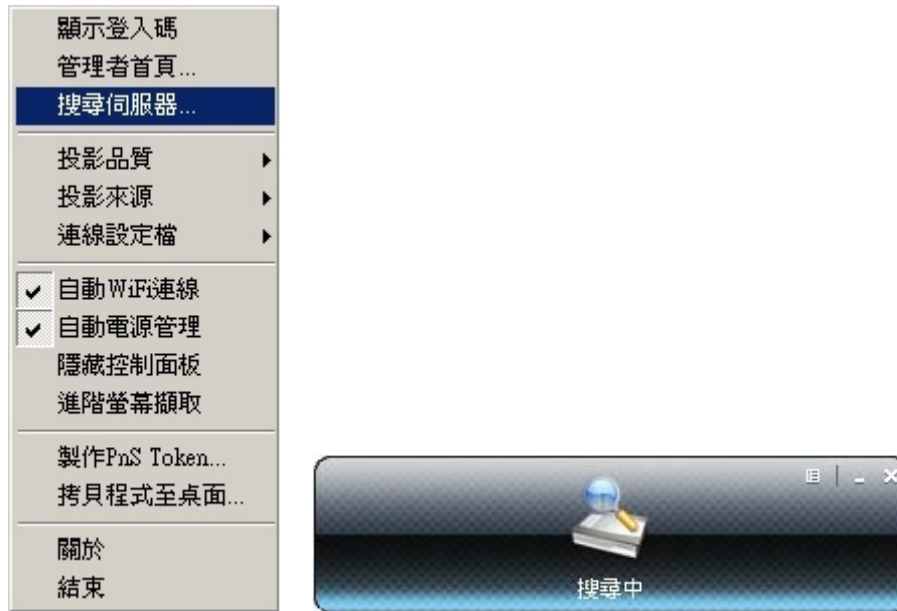 顯示登入碼
管理者首頁...
搜尋伺服器...
投影品質
投影來源
連線設定檔
自動WiFi連線
自動電源管理
隱藏控制面板
進階螢幕擷取
製作PnS Token...
拷貝程式至桌面...
關於
結束
搜尋中